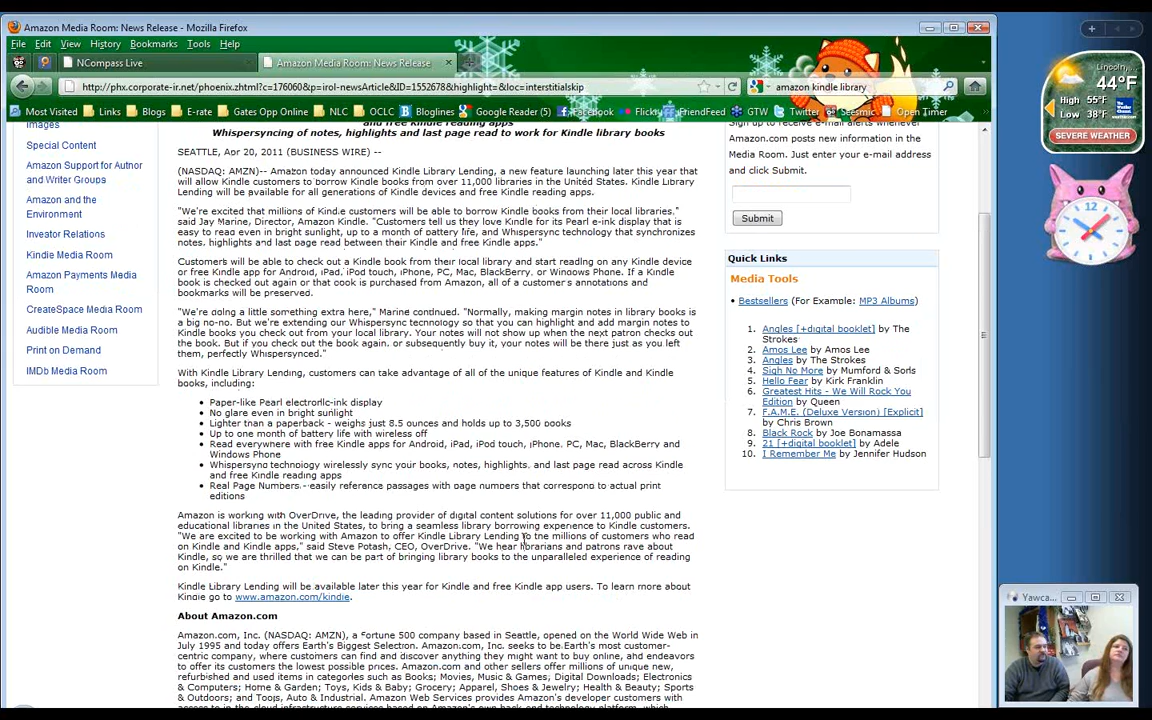 Amazon Media Room: News Release - Mozilla Firefox
File Edit View History Bookmarks Tools Help
NCompass Live
Amazon Media Room: News Release
http://phx.corporate-ir.net/phoenix.zhtml?c=176060&p=irol-newsArticle&ID=1552678&highlight=&loc=interstitialskip
amazon kindle library
Most Visited Links Blogs E-rate Gates Opp Online NLC OCLC Bloglines Google Reader (5) Facebook Flickr FriendFeed GTW Twitter Seesmic Open Timer
Images
Special Content
Amazon Support for Author
and Writer Groups
Amazon and the
Environment
Investor Relations
Kindle Media Room
Amazon Payments Media
Room
CreateSpace Media Room
Audible Media Room
Print on Demand
IMDb Media Room
and free Kindle reading apps
Whispersyncing of notes, highlights and last page read to work for Kindle library books
SEATTLE, Apr 20, 2011 (BUSINESS WIRE) --
(NASDAQ: AMZN)-- Amazon today announced Kindle Library Lending, a new feature launching later this year that
will allow Kindle customers to borrow Kindle books from over 11,000 libraries in the United States. Kindle Library
Lending will be available for all generations of Kindle devices and free Kindle reading apps.
"We're excited that millions of Kindle customers will be able to borrow Kindle books from their local libraries,"
said Jay Marine, Director, Amazon Kindle. "Customers tell us they love Kindle for its Pearl e-ink display that is
easy to read even in bright sunlight, up to a month of battery life, and Whispersync technology that synchronizes
notes, highlights and last page read between their Kindle and free Kindle apps."
Customers will be able to check out a Kindle book from their local library and start reading on any Kindle device
or free Kindle app for Android, iPad, iPod touch, iPhone, PC, Mac, BlackBerry, or Windows Phone. If a Kindle
book is checked out again or that book is purchased from Amazon, all of a customer's annotations and
bookmarks will be preserved.
"We're doing a little something extra here," Marine continued. "Normally, making margin notes in library books is
a big no-no. But we're extending our Whispersync technology so that you can highlight and add margin notes to
Kindle books you check out from your local library. Your notes will not show up when the next patron checks out
the book. But if you check out the book again, or subsequently buy it, your notes will be there just as you left
them, perfectly Whispersynced."
With Kindle Library Lending, customers can take advantage of all of the unique features of Kindle and Kindle
books, including:
• Paper-like Pearl electronic-ink display
• No glare even in bright sunlight
• Lighter than a paperback - weighs just 8.5 ounces and holds up to 3,500 books
• Up to one month of battery life with wireless off
• Read everywhere with free Kindle apps for Android, iPad, iPod touch, iPhone, PC, Mac, BlackBerry and
Windows Phone
• Whispersync technology wirelessly sync your books, notes, highlights, and last page read across Kindle
and free Kindle reading apps
• Real Page Numbers - easily reference passages with page numbers that correspond to actual print
editions
Amazon is working with OverDrive, the leading provider of digital content solutions for over 11,000 public and
educational libraries in the United States, to bring a seamless library borrowing experience to Kindle customers.
"We are excited to be working with Amazon to offer Kindle Library Lending to the millions of customers who read
on Kindle and Kindle apps," said Steve Potash, CEO, OverDrive. "We hear librarians and patrons rave about
Kindle, so we are thrilled that we can be part of bringing library books to the unparalleled experience of reading
on Kindle."
Kindle Library Lending will be available later this year for Kindle and free Kindle app users. To learn more about
Kindle go to www.amazon.com/kindle.
About Amazon.com
Amazon.com, Inc. (NASDAQ: AMZN), a Fortune 500 company based in Seattle, opened on the World Wide Web in
July 1995 and today offers Earth's Biggest Selection. Amazon.com, Inc. seeks to be Earth's most customer-
centric company, where customers can find and discover anything they might want to buy online, and endeavors
to offer its customers the lowest possible prices. Amazon.com and other sellers offer millions of unique new,
refurbished and used items in categories such as Books; Movies, Music & Games; Digital Downloads; Electronics
& Computers; Home & Garden; Toys, Kids & Baby; Grocery; Apparel, Shoes & Jewelry; Health & Beauty; Sports
& Outdoors; and Tools, Auto & Industrial. Amazon Web Services provides Amazon's developer customers with
access to in-the-cloud infrastructure services based on Amazon's own back-end technology platform, which
Sign up to receive e-mail alerts whenever
Amazon.com posts new information in the
Media Room. Just enter your e-mail address
and click Submit.
Submit
Quick Links
Media Tools
• Bestsellers (For Example: MP3 Albums)
1. Angles [+digital booklet] by The
Strokes
2. Amos Lee by Amos Lee
3. Angles by The Strokes
4. Sigh No More by Mumford & Sons
5. Hello Fear by Kirk Franklin
6. Greatest Hits - We Will Rock You
Edition by Queen
7. F.A.M.E. (Deluxe Version) [Explicit]
by Chris Brown
8. Black Rock by Joe Bonamassa
9. 21 [+digital booklet] by Adele
10. I Remember Me by Jennifer Hudson
Lincoln,
44°F
High 55°F
Low 38°F
SEVERE WEATHER
12
Yawca...